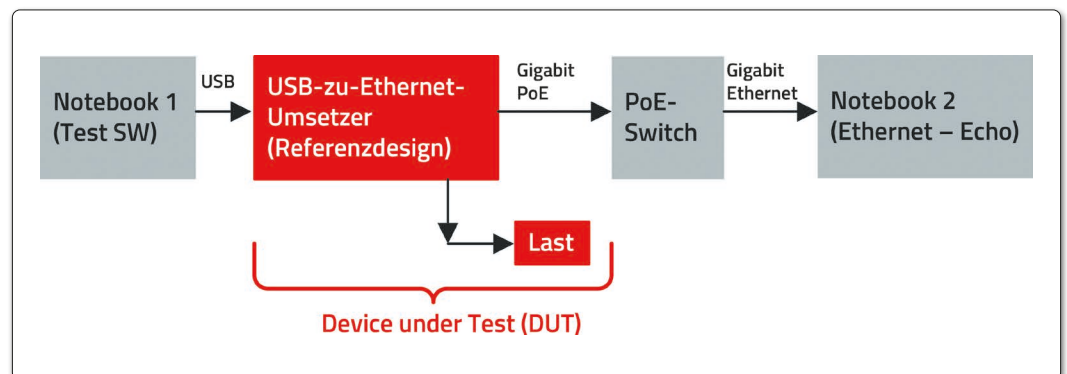 Notebook 1
(Test SW)
USB
USB-zu-Ethernet-
Umsetzer
(Referenzdesign)
Gigabit
PoE
PoE-
Switch
Gigabit
Ethernet
Notebook 2
(Ethernet – Echo)
Last
Device under Test (DUT)